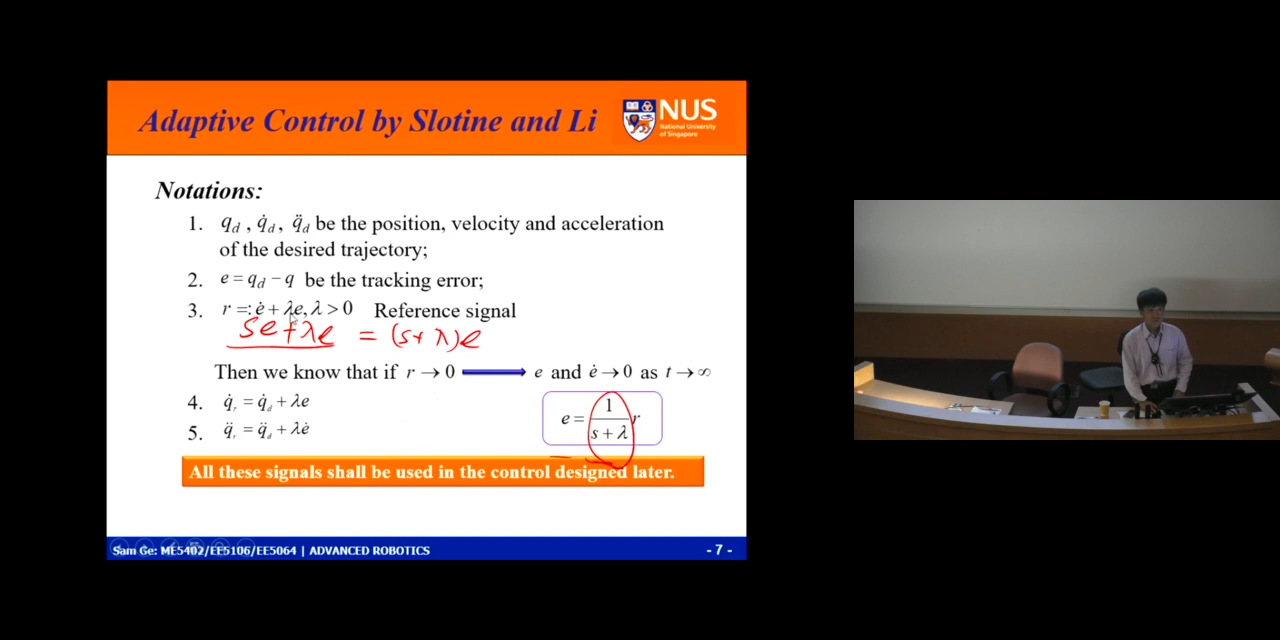 Adaptive Control by Slotine and Li
NUS
National University
of Singapore
Notations:
1. q_d , q̇_d, q̈_d be the position, velocity and acceleration
of the desired trajectory;
2. e = q_d − q be the tracking error;
3. r =: ė + λe, λ > 0 Reference signal
se + λe = (s + λ)e
Then we know that if r → 0 ⟶ e and ė → 0 as t → ∞
4. q̇_r = q̇_d + λe
e = 1/(s + λ) r
5. q̈_r = q̈_d + λė
All these signals shall be used in the control designed later.
Sam Ge: ME5402/EE5106/EE5064 | ADVANCED ROBOTICS
- 7 -